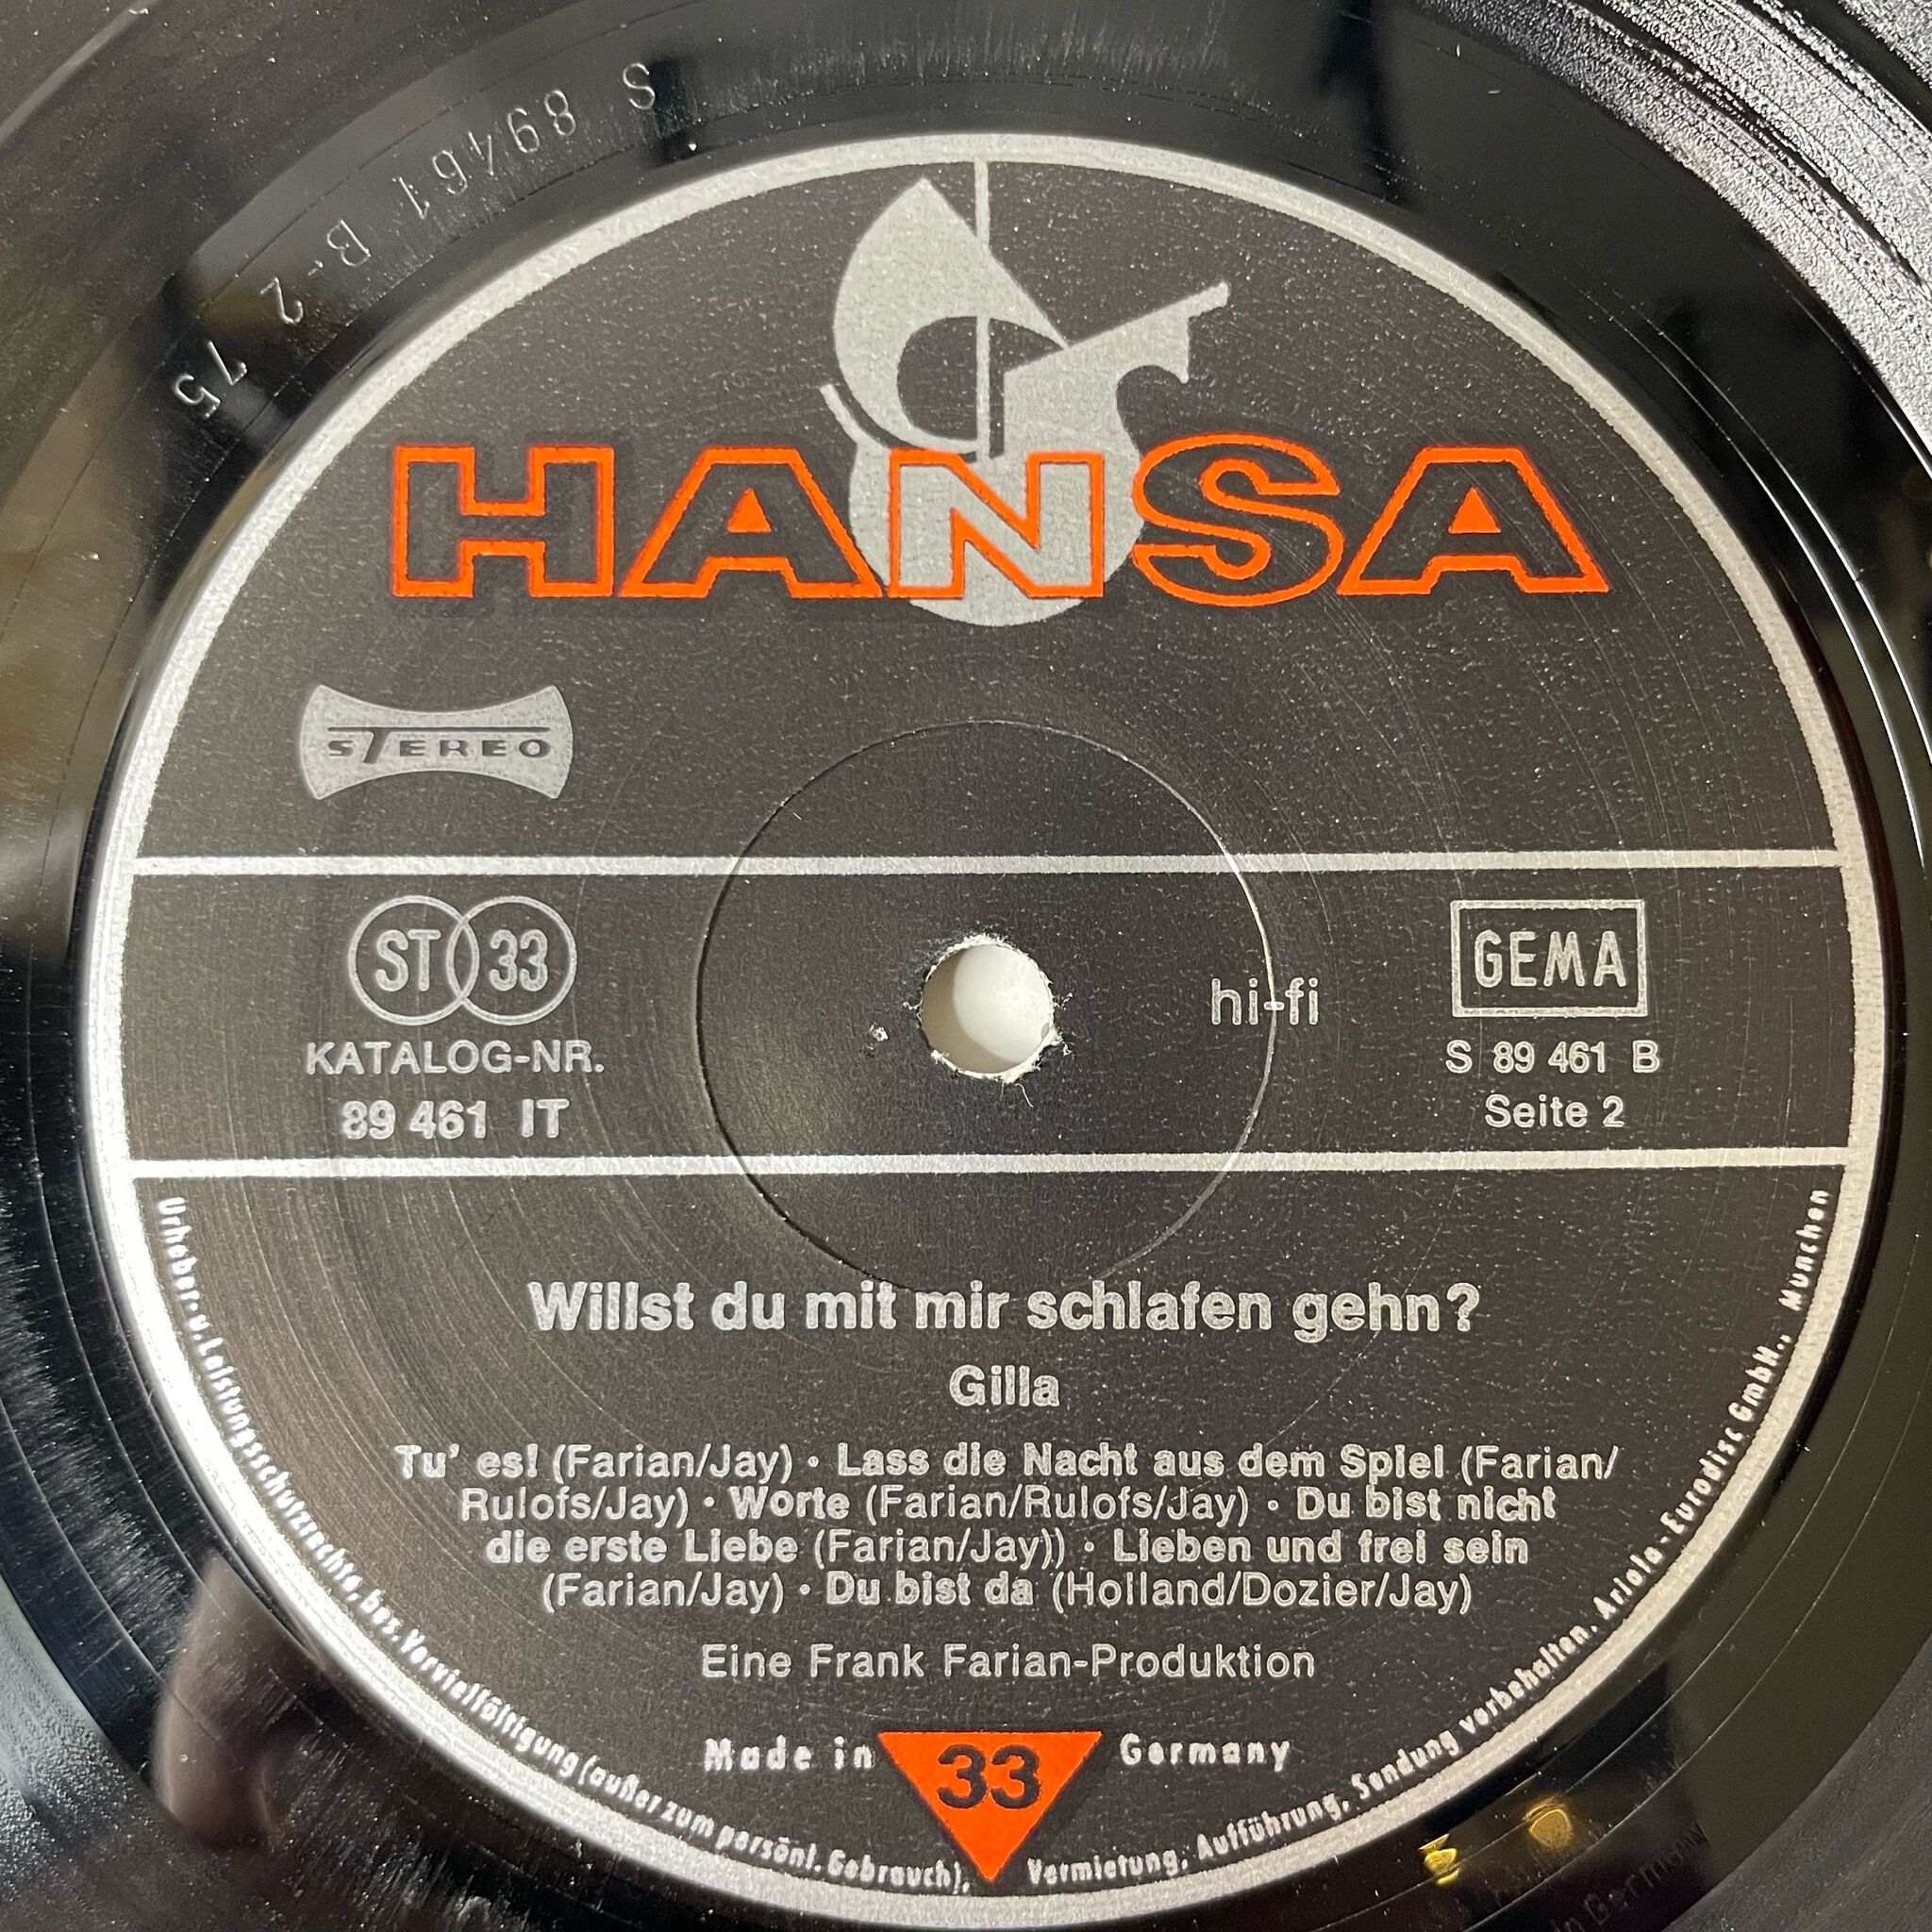 S 89461 B-2 75
HANSA
STEREO
ST 33
KATALOG-NR.
89 461 IT
hi-fi
GEMA
S 89 461 B
Seite 2
Willst du mit mir schlafen gehn?
Gilla
Tu' es! (Farian/Jay) • Lass die Nacht aus dem Spiel (Farian/
Rulofs/Jay) • Worte (Farian/Rulofs/Jay) • Du bist nicht
die erste Liebe (Farian/Jay)) • Lieben und frei sein
(Farian/Jay) • Du bist da (Holland/Dozier/Jay)
Eine Frank Farian-Produktion
Made in 33 Germany
Urheber- u. Leistungsschutzrechte, bes. Vervielfältigung (außer zum persönl. Gebrauch), Vermietung, Aufführung, Sendung vorbehalten. Ariola-Eurodisc GmbH., München